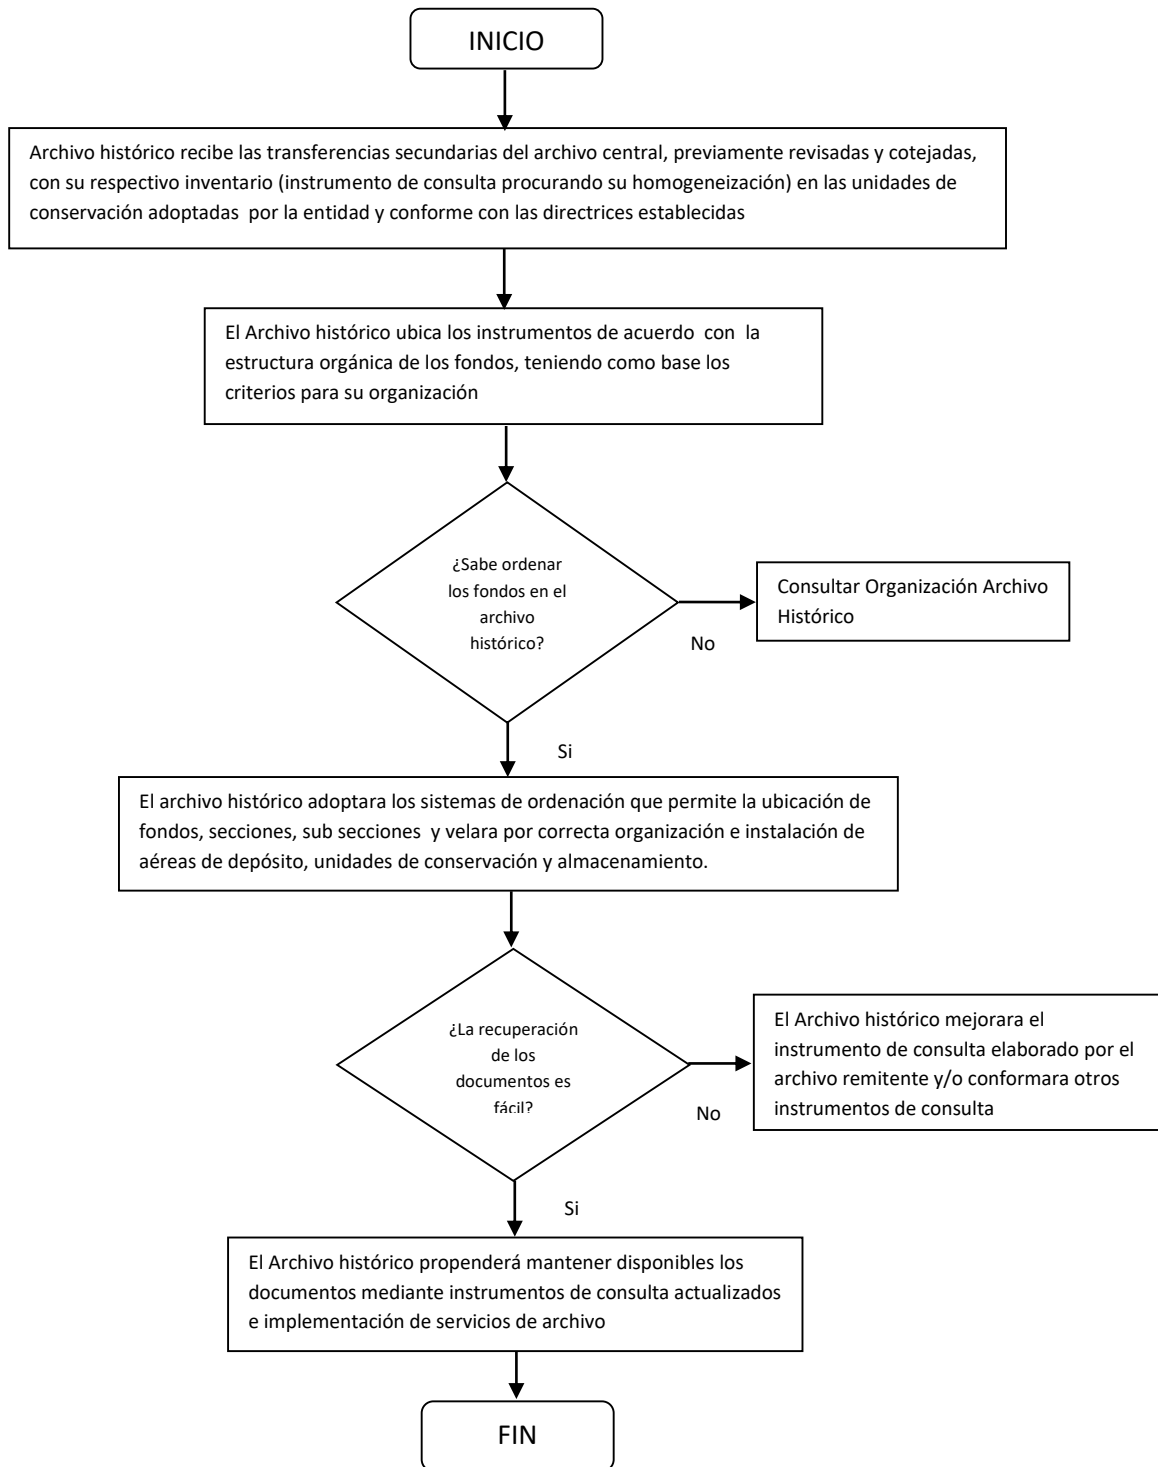 INICIO
Archivo histórico recibe las transferencias secundarias del archivo central, previamente revisadas y cotejadas,
con su respectivo inventario (instrumento de consulta procurando su homogeneización) en las unidades de
conservación adoptadas por la entidad y conforme con las directrices establecidas
El Archivo histórico ubica los instrumentos de acuerdo con la
estructura orgánica de los fondos, teniendo como base los
criterios para su organización
¿Sabe ordenar
los fondos en el
archivo
histórico?
Consultar Organización Archivo
Histórico
No
Si
El archivo histórico adoptara los sistemas de ordenación que permite la ubicación de
fondos, secciones, sub secciones y velara por correcta organización e instalación de
aéreas de depósito, unidades de conservación y almacenamiento.
¿La recuperación
de los
documentos es
fácil?
El Archivo histórico mejorara el
instrumento de consulta elaborado por el
archivo remitente y/o conformara otros
instrumentos de consulta
No
Si
El Archivo histórico propenderá mantener disponibles los
documentos mediante instrumentos de consulta actualizados
e implementación de servicios de archivo
FIN